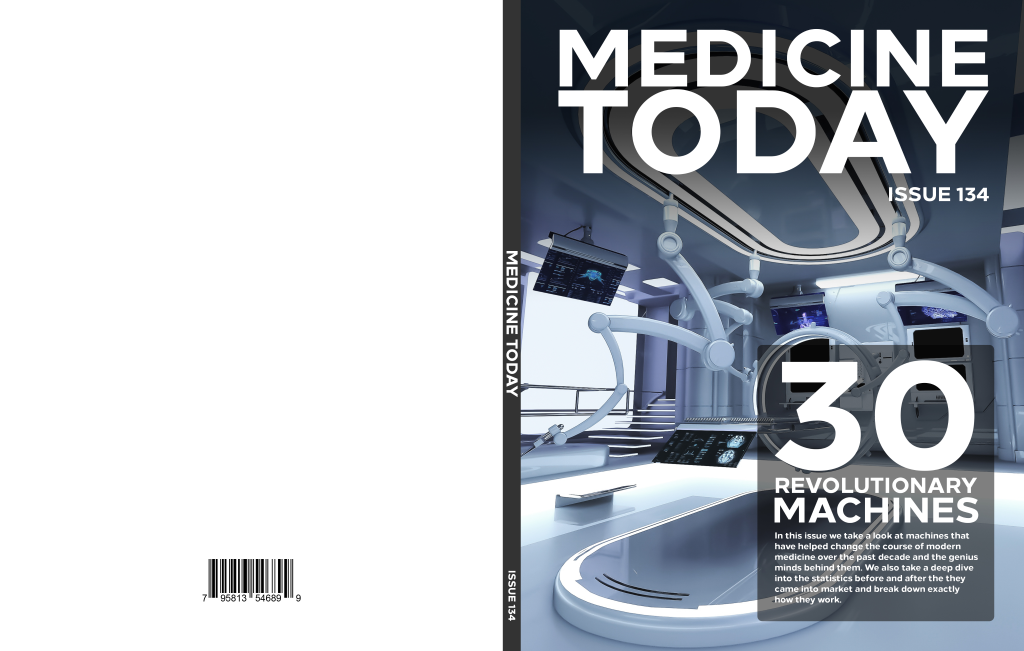 MEDICINE
TODAY
ISSUE 134
MEDICINE TODAY
ISSUE 134
30
REVOLUTIONARY
MACHINES
In this issue we take a look at machines that
have helped change the course of modern
medicine over the past decade and the genius
minds behind them. We also take a deep dive
into the statistics before and after the they
came into market and break down exactly
how they work.
7 95813 54689 9